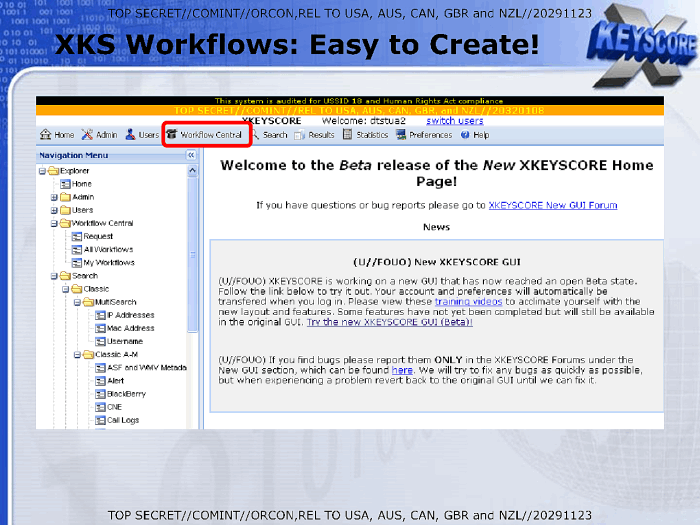 TOP SECRET//COMINT//ORCON,REL TO USA, AUS, CAN, GBR and NZL//20291123
XKS Workflows: Easy to Create!
XKEYSCORE
This system is audited for USSID 18 and Human Rights Act compliance
TOP SECRET//COMINT//REL TO USA, AUS, CAN, GBR, and NZL//20320108
XKEYSCORE Welcome: dtstua2 switch users
Home Admin Users Workflow Central Search Results Statistics Preferences Help
Navigation Menu
Explorer
Home
Admin
Users
Workflow Central
Request
All Workflows
My Workflows
Search
Classic
MultiSearch
IP Addresses
Mac Address
Username
Classic A-M
ASF and WMV Metada
Alert
BlackBerry
CNE
Call Logs
Welcome to the Beta release of the New XKEYSCORE Home
Page!
If you have questions or bug reports please go to XKEYSCORE New GUI Forum
News
(U//FOUO) New XKEYSCORE GUI
(U//FOUO) XKEYSCORE is working on a new GUI that has now reached an open Beta state.
Follow the link below to try it out. Your account and preferences will automatically be
transfered when you log in. Please view these training videos to acclimate yourself with the
new layout and features. Some features have not yet been completed but will still be available
in the original GUI. Try the new XKEYSCORE GUI (Beta)!
(U//FOUO) If you find bugs please report them ONLY in the XKEYSCORE Forums under the
New GUI section, which can be found here. We will try to fix any bugs as quickly as possible,
but when experiencing a problem revert back to the original GUI until we can fix it.
TOP SECRET//COMINT//ORCON,REL TO USA, AUS, CAN, GBR and NZL//20291123